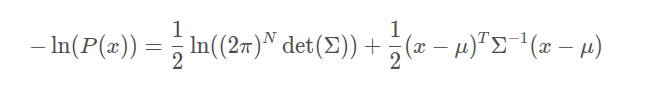 − ln(P(x)) = 1/2 ln((2π)^N det(Σ)) + 1/2 (x − μ)^T Σ^−1 (x − μ)